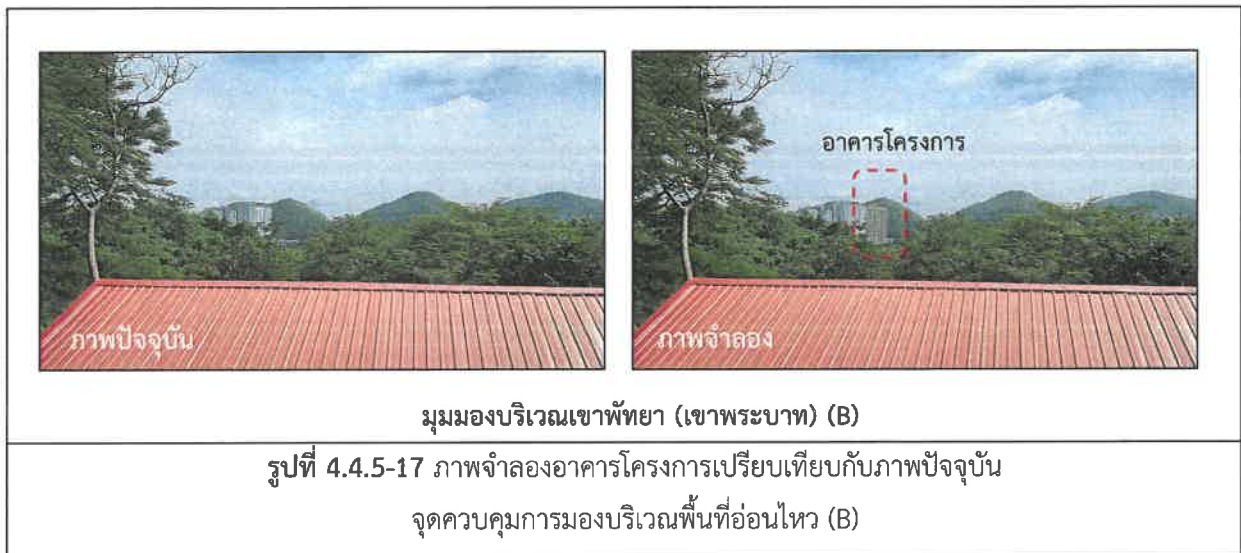 อาคารโครงการ
ภาพปัจจุบัน
ภาพจำลอง
มุมมองบริเวณเขาพัทยา (เขาพระบาท) (B)
รูปที่ 4.4.5-17 ภาพจำลองอาคารโครงการเปรียบเทียบกับภาพปัจจุบัน
จุดควบคุมการมองบริเวณพื้นที่อ่อนไหว (B)